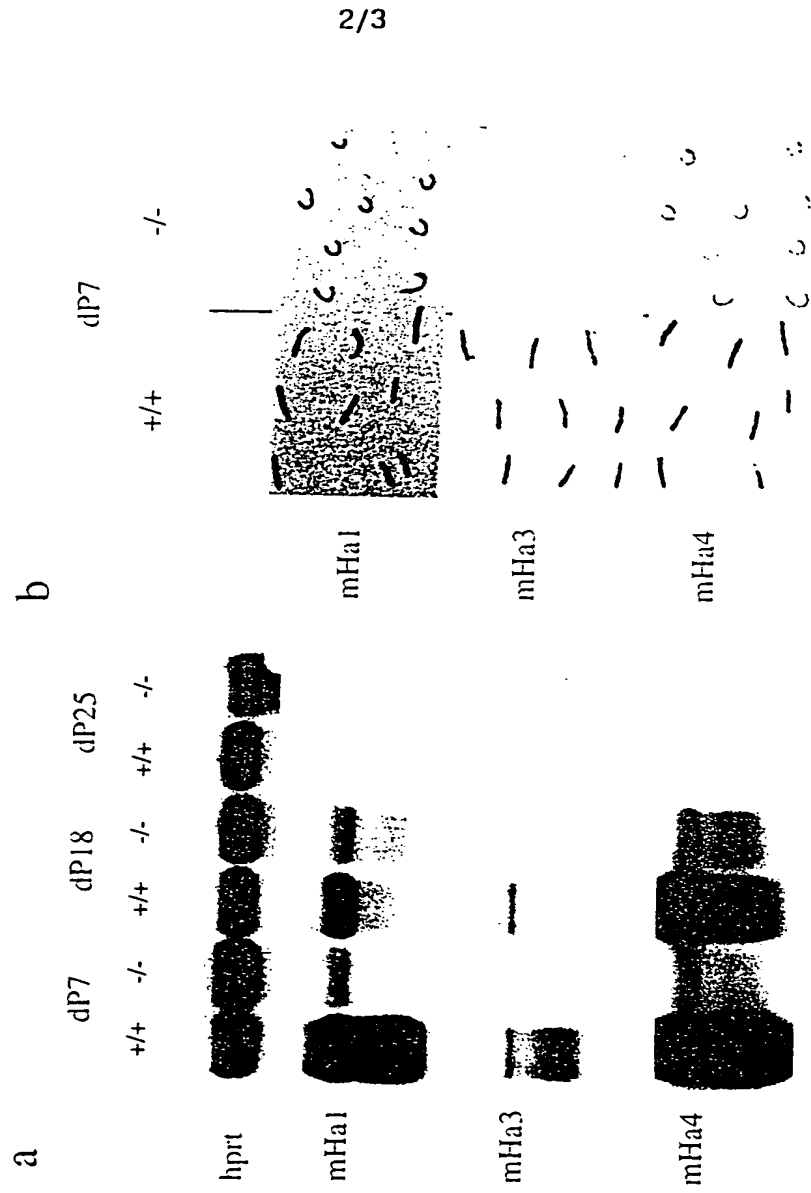 2/3
a
dP7 dP18 dP25
+/+ -/- +/+ -/- +/+ -/-
hprt
mHa1
mHa3
mHa4
b
dP7
+/+ -/-
mHa1
mHa3
mHa4